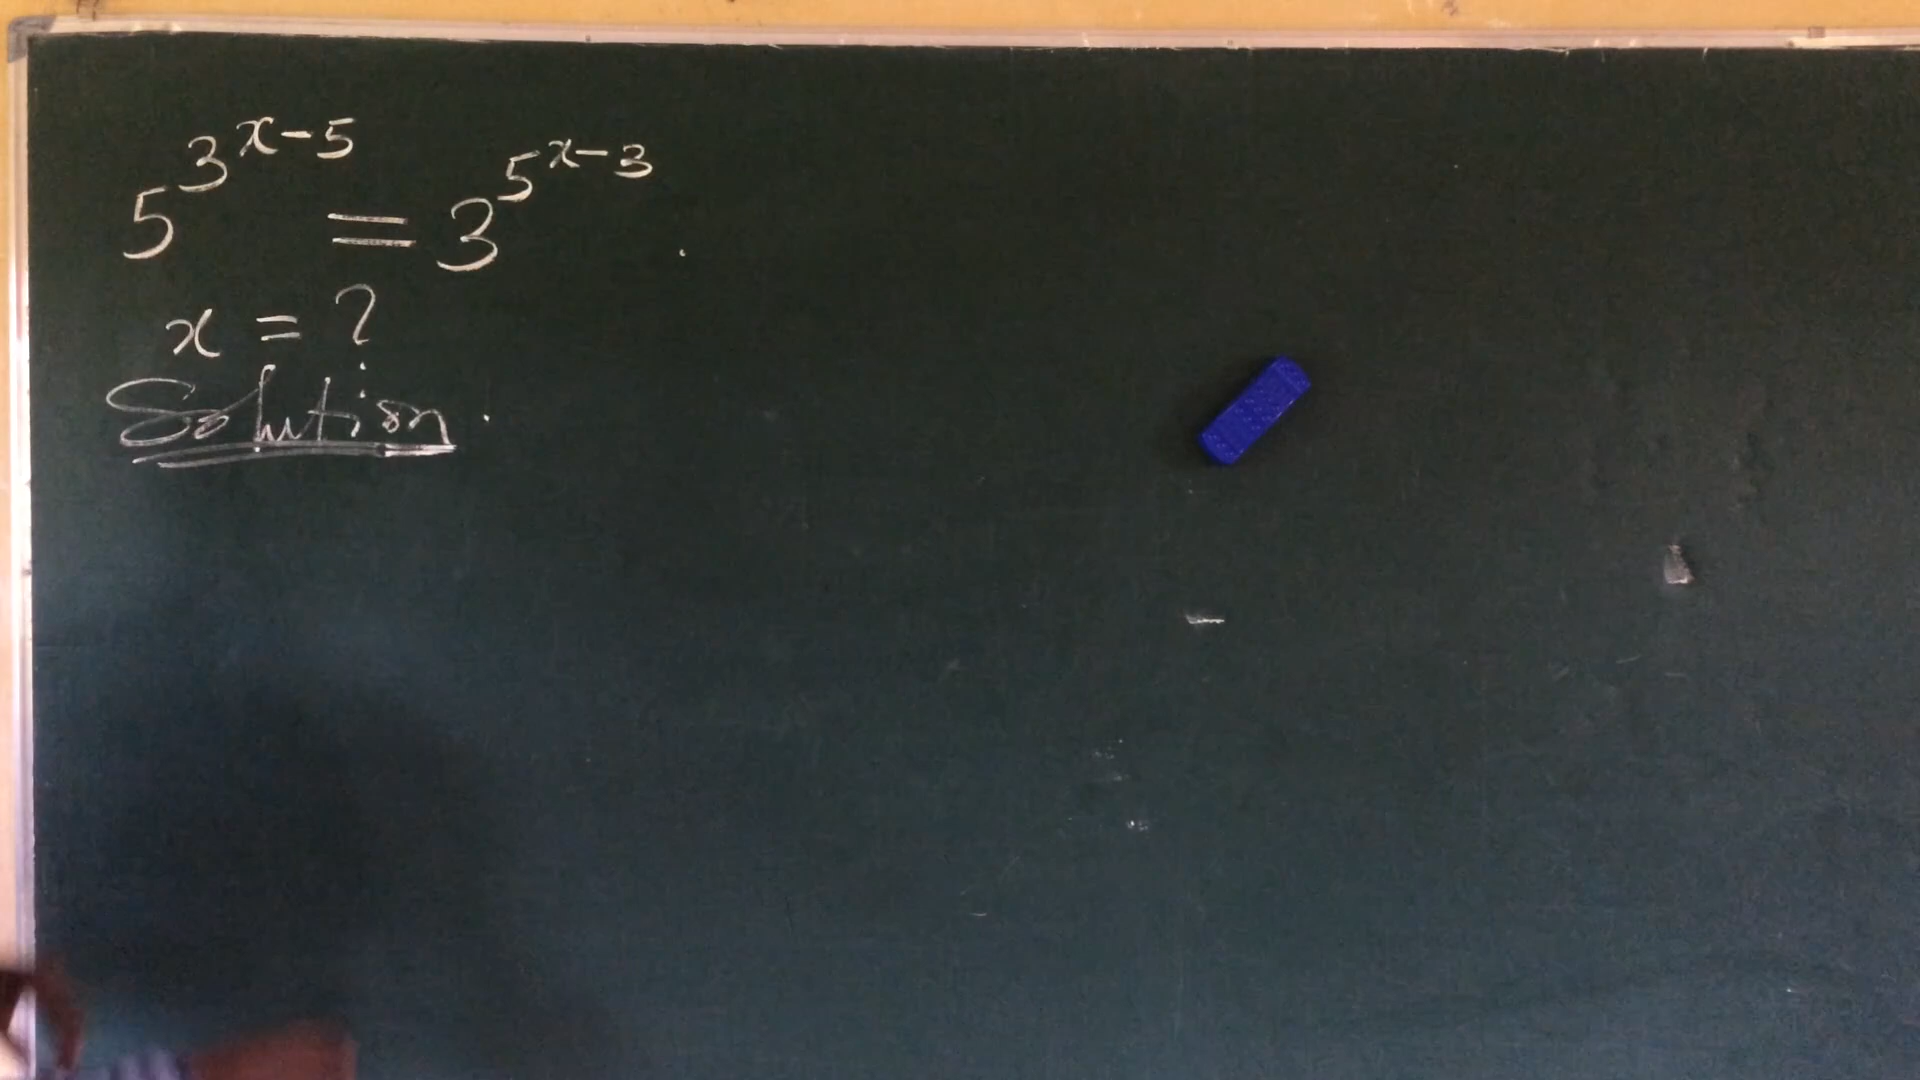 5^{3^{x-5}} = 3^{5^{x-3}}.
x = ?
Solution.